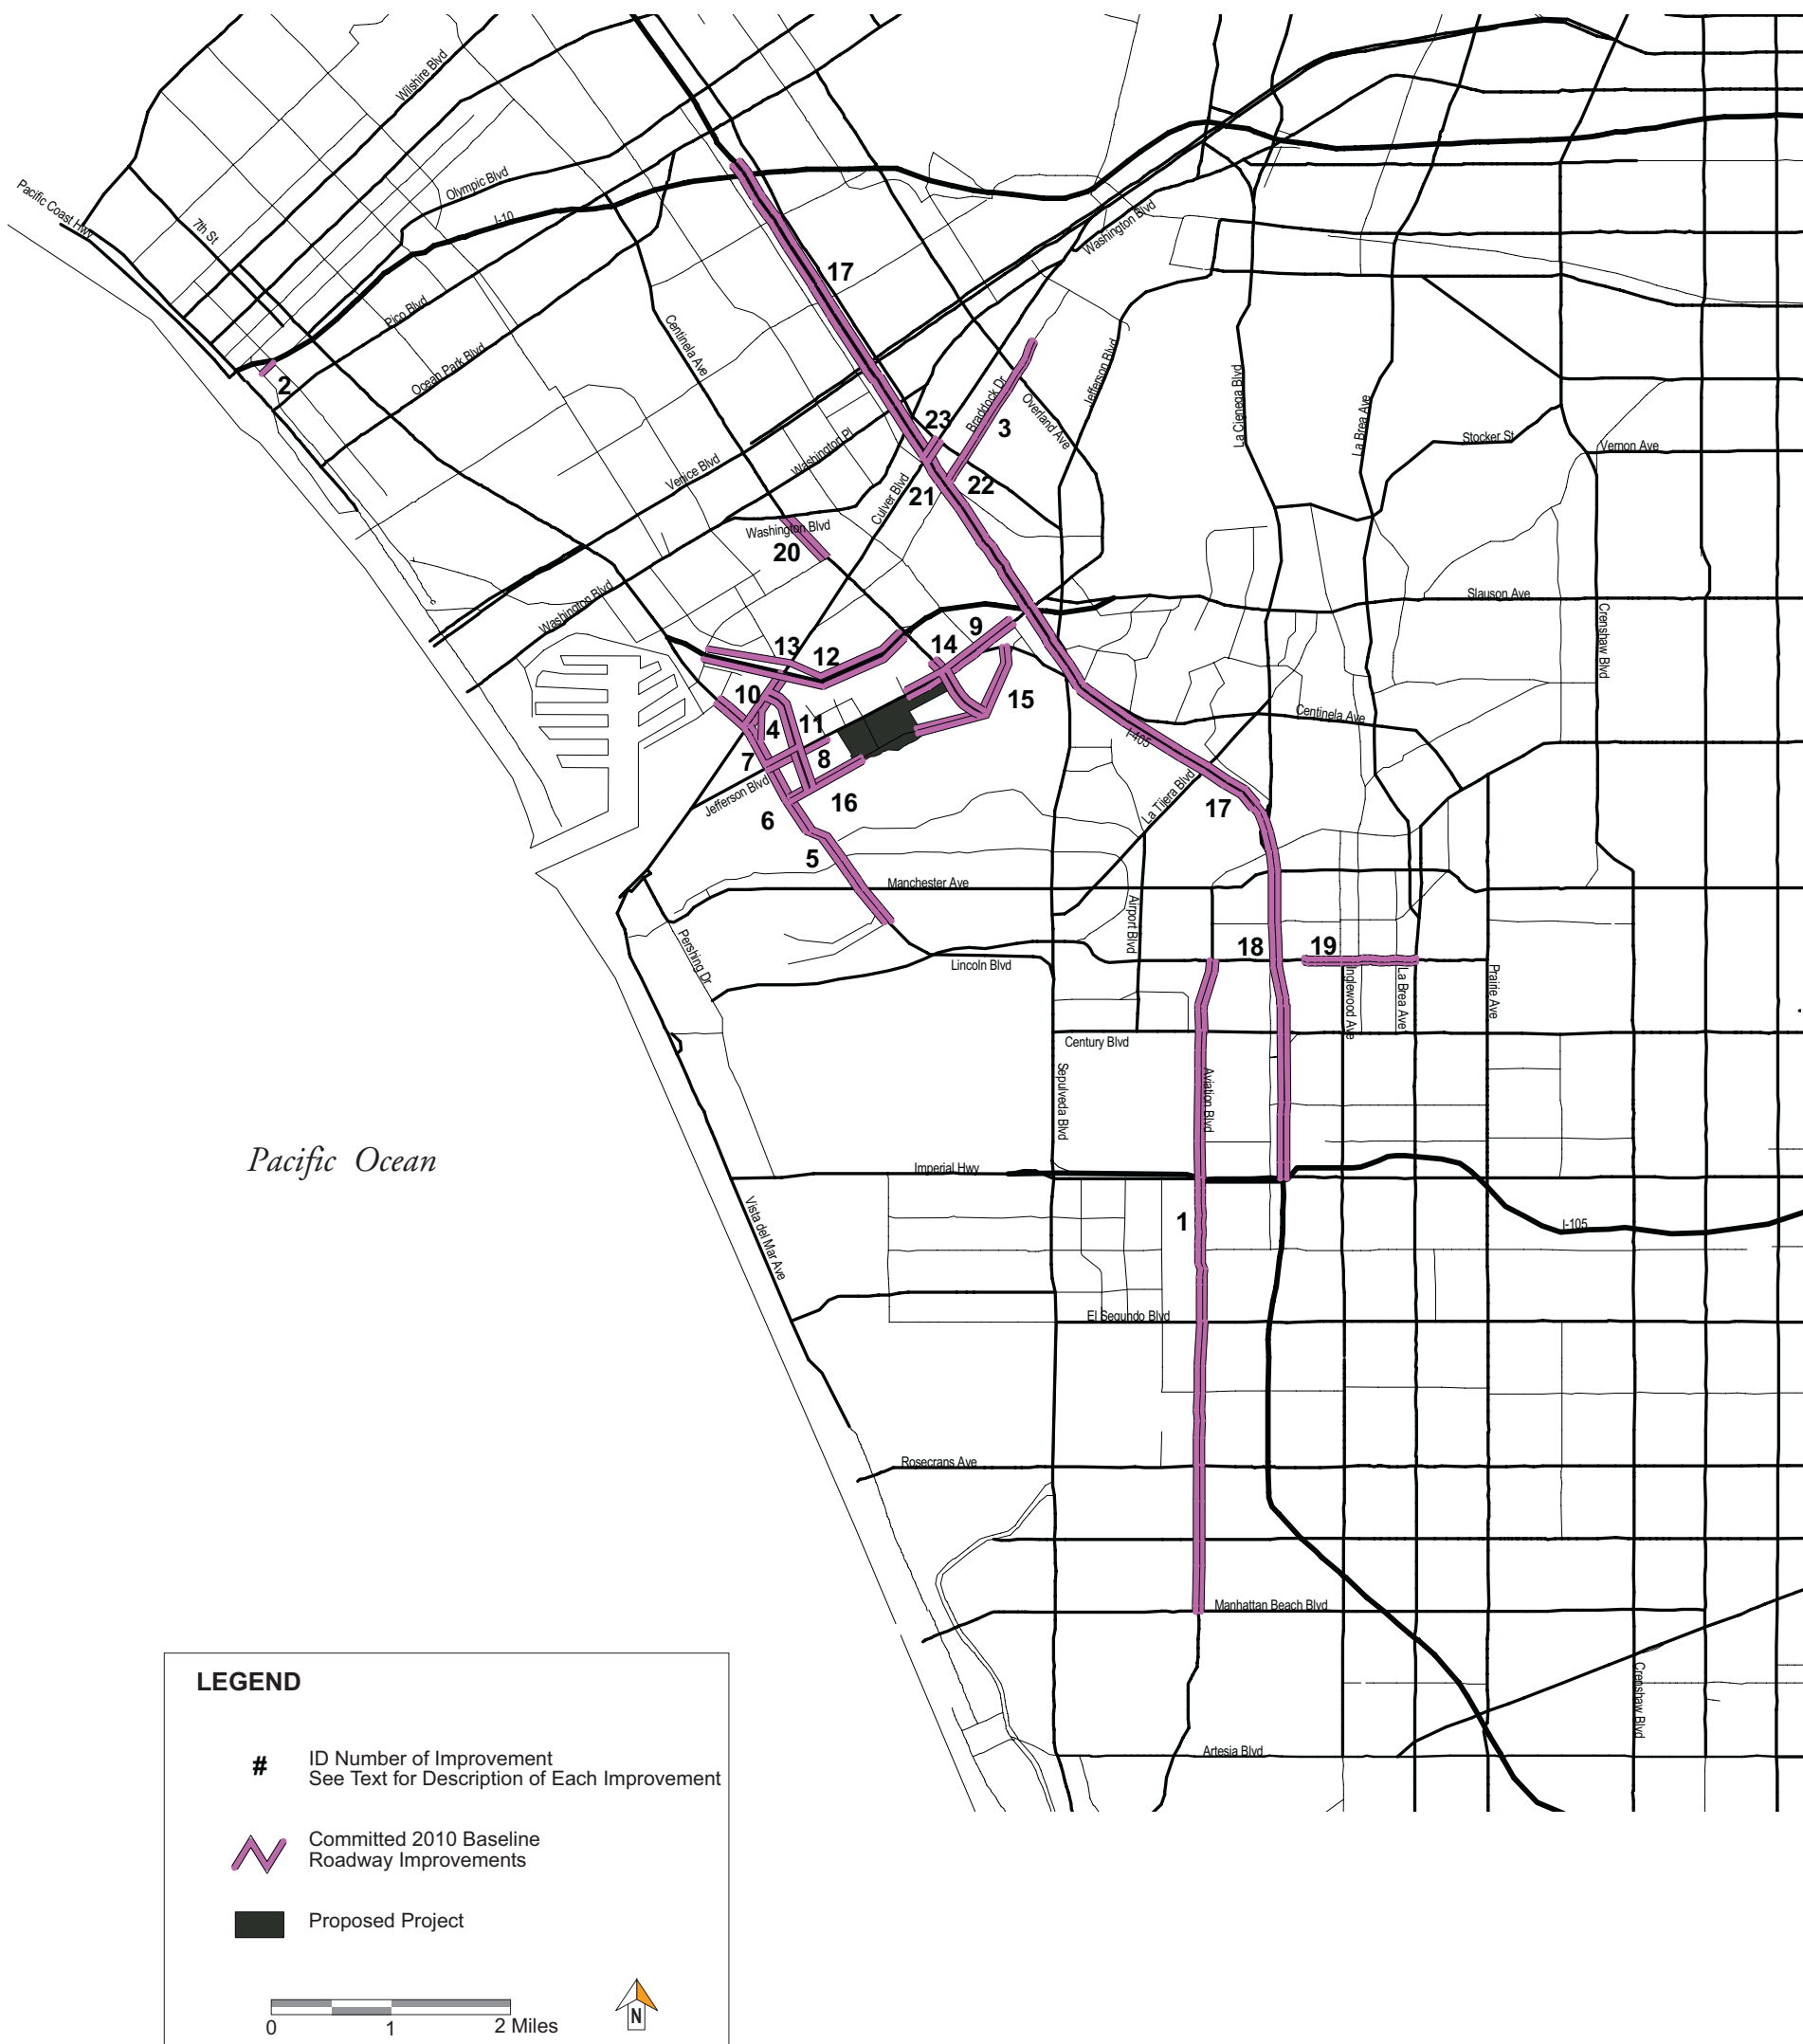 Wilshire Blvd
Pacific Coast Hwy
7th St
Olympic Blvd
I-10
Washington Blvd
17
Pico Blvd
Centinela Ave
Ocean Park Blvd
2
Jefferson Blvd
La Cienega Blvd
La Brea Ave
Braddock Dr
Overland Ave
3
23
Stocker St
Vernon Ave
Washington Pl
Venice Blvd
Culver Blvd
21
22
Washington Blvd
20
Washington Blvd
Slauson Ave
Crenshaw Blvd
9
13
12
14
15
10
4
11
Centinela Ave
I-405
7
8
Jefferson Blvd
16
La Tijera Blvd
17
6
5
Manchester Ave
Airport Blvd
Pershing Dr
Lincoln Blvd
18
19
Inglewood Ave
La Brea Ave
Prairie Ave
Century Blvd
Sepulveda Blvd
Aviation Blvd
Pacific Ocean
Imperial Hwy
Vista del Mar Ave
1
I-105
El Segundo Blvd
Rosecrans Ave
Manhattan Beach Blvd
Crenshaw Blvd
Artesia Blvd
LEGEND
# ID Number of Improvement
See Text for Description of Each Improvement
Committed 2010 Baseline
Roadway Improvements
Proposed Project
0 1 2 Miles
N